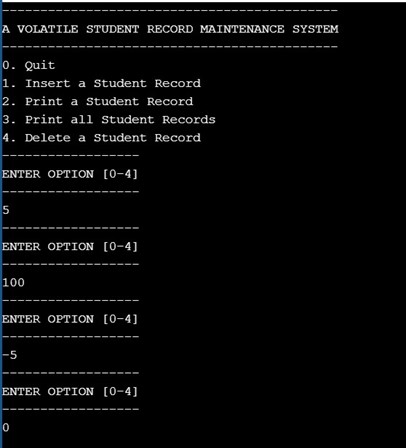 ---------------------------------------------
A VOLATILE STUDENT RECORD MAINTENANCE SYSTEM
---------------------------------------------
0. Quit
1. Insert a Student Record
2. Print a Student Record
3. Print all Student Records
4. Delete a Student Record
------------------
ENTER OPTION [0-4]
------------------
5
------------------
ENTER OPTION [0-4]
------------------
100
------------------
ENTER OPTION [0-4]
------------------
-5
------------------
ENTER OPTION [0-4]
------------------
0